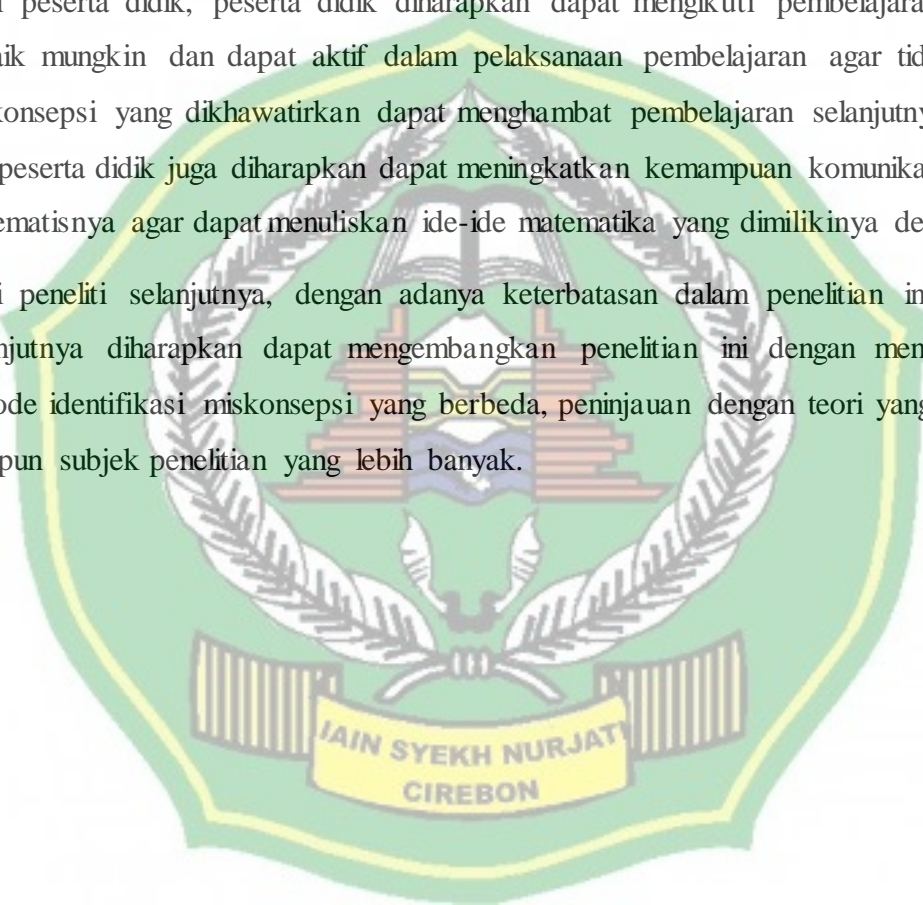 peserta didik, peserta didik diharapkan dapat mengikuti pembelajara
aik mungkin dan dapat aktif dalam pelaksanaan pembelajaran agar tid
konsepsi yang dikhawatirkan dapat menghambat pembelajaran selanjutny
peserta didik juga diharapkan dapat meningkatkan kemampuan komunika
ematisnya agar dapat menuliskan ide-ide matematika yang dimilikinya de
i peneliti selanjutnya, dengan adanya keterbatasan dalam penelitian in
njutnya diharapkan dapat mengembangkan penelitian ini dengan men
ode identifikasi miskonsepsi yang berbeda, peninjauan dengan teori yang
pun subjek penelitian yang lebih banyak.
IAIN SYEKH NURJATI
CIREBON